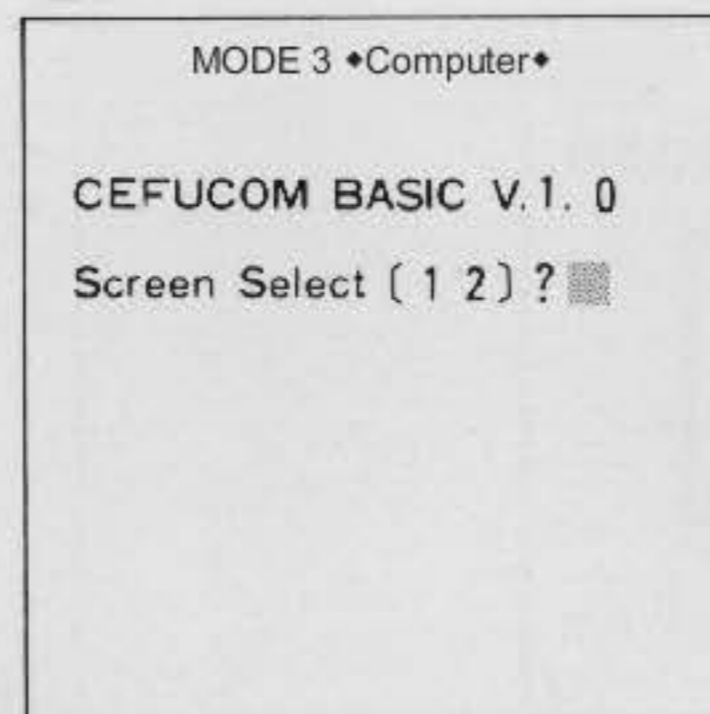 MODE 3 ◆Computer◆
CEFUCOM BASIC V.1. 0
Screen Select [ 1 2 ] ?